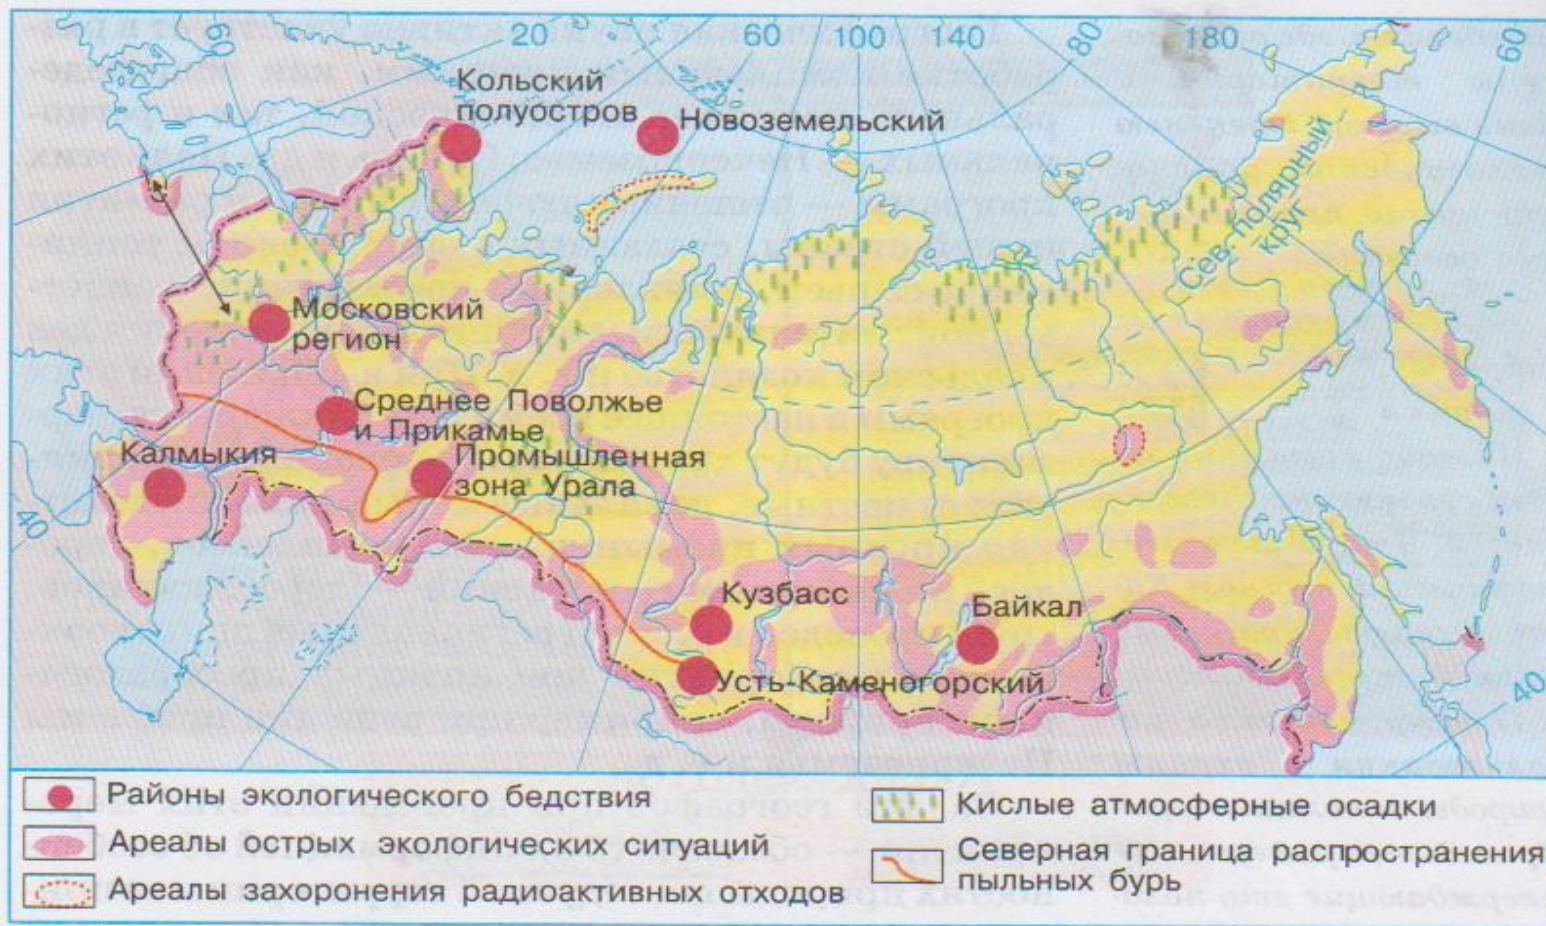 60
20
60
100
140
80
180
60
Кольский
полуостров
Новоземельский
Сев. полярный
круг
Московский
регион
Среднее Поволжье
и Прикамье
Калмыкия
Промышленная
зона Урала
40
Кузбасс
Байкал
Усть-Каменогорский
40
Районы экологического бедствия
Ареалы острых экологических ситуаций
Ареалы захоронения радиоактивных отходов
Кислые атмосферные осадки
Северная граница распространения
пыльных бурь